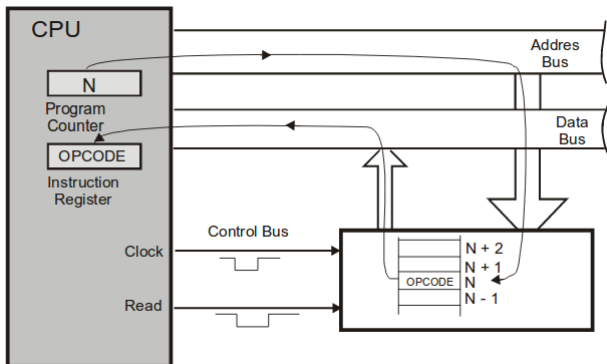 CPU
N
Program
Counter
OPCODE
Instruction
Register
Addres
Bus
Data
Bus
Clock
Control Bus
Read
N + 2
N + 1
OPCODE N
N - 1